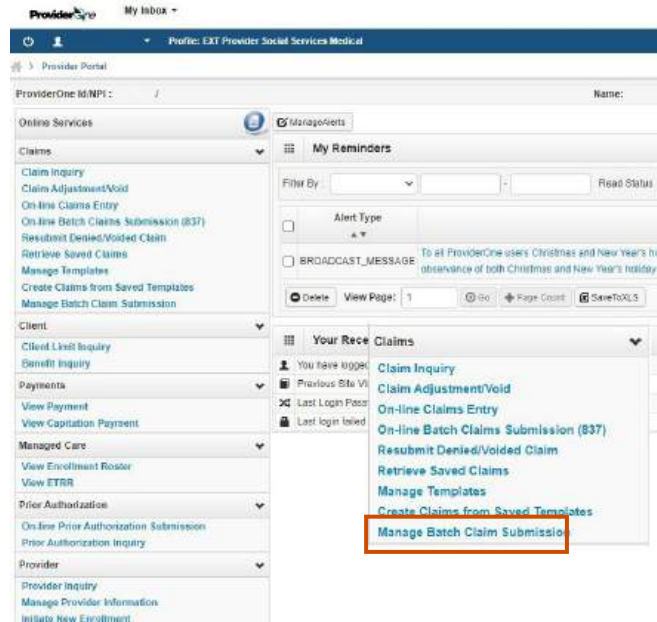 ProviderOne My Inbox
Profile: EXT Provider Social Services Medical
Provider Portal
ProviderOne Id/NPI : / Name:
Online Services
Claims
Claim Inquiry
Claim Adjustment/Void
On-line Claims Entry
On-line Batch Claims Submission (837)
Resubmit Denied/Voided Claim
Retrieve Saved Claims
Manage Templates
Create Claims from Saved Templates
Manage Batch Claim Submission
Client
Client Limit Inquiry
Benefit Inquiry
Payments
View Payment
View Capitation Payment
Managed Care
View Enrollment Roster
View ETRR
Prior Authorization
On-line Prior Authorization Submission
Prior Authorization Inquiry
Provider
Provider Inquiry
Manage Provider Information
Initiate New Enrollment
ManageAlerts
My Reminders
Filter By : - Read Status
Alert Type
BROADCAST_MESSAGE
To all ProviderOne users Christmas and New Year's
observance of both Christmas and New Year's holiday
Delete View Page: 1 Go Page Count SaveToXLS
Your Rece
You have logged
Previous Site Vi
Last Login Pass
Last login failed
Claims
Claim Inquiry
Claim Adjustment/Void
On-line Claims Entry
On-line Batch Claims Submission (837)
Resubmit Denied/Voided Claim
Retrieve Saved Claims
Manage Templates
Create Claims from Saved Templates
Manage Batch Claim Submission